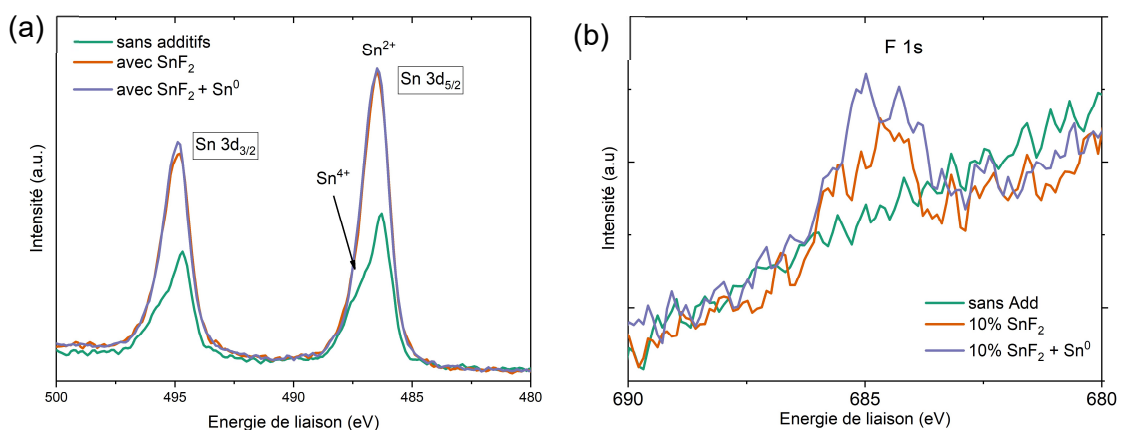 (a)
sans additifs
avec SnF2
avec SnF2 + Sn0
Sn2+
Sn 3d5/2
Sn 3d3/2
Sn4+
Intensité (a.u.)
500 495 490 485 480
Energie de liaison (eV)
(b)
F 1s
Intensité (a.u)
sans Add
10% SnF2
10% SnF2 + Sn0
690 685 680
Energie de liaison (eV)